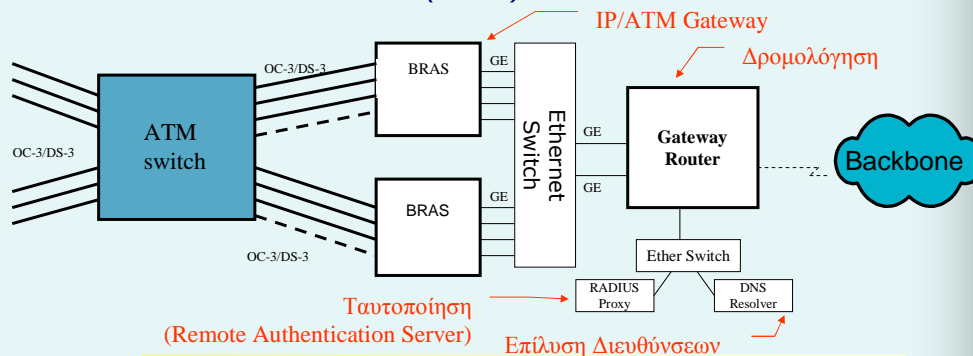 IP/ATM Gateway
Δρομολόγηση
OC-3/DS-3
BRAS
GE
ATM
switch
Ethernet
Switch
GE
Gateway
Router
Backbone
OC-3/DS-3
GE
BRAS
GE
OC-3/DS-3
Ether Switch
RADIUS
Proxy
DNS
Resolver
Ταυτοποίηση
(Remote Authentication Server)
Επίλυση Διευθύνσεων